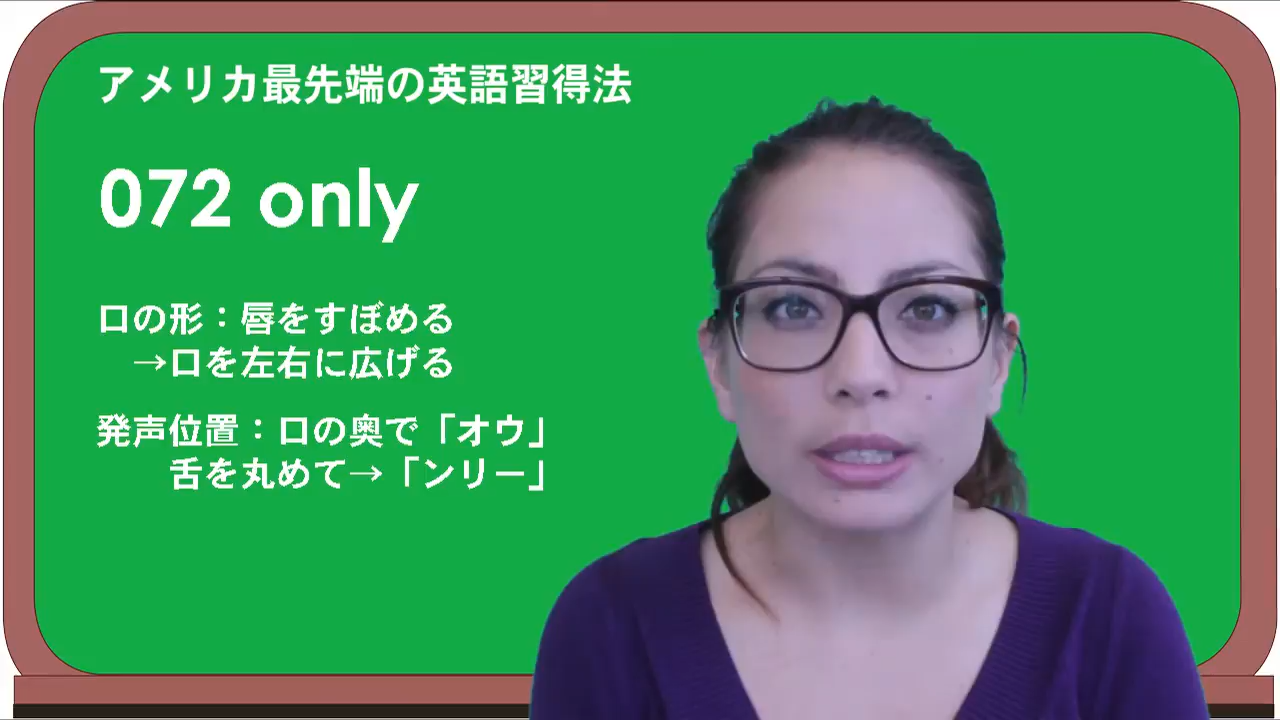 アメリカ最先端の英語習得法
072 only
口の形：唇をすぼめる
→口を左右に広げる
発声位置：口の奥で「オウ」
舌を丸めて→「ンリー」